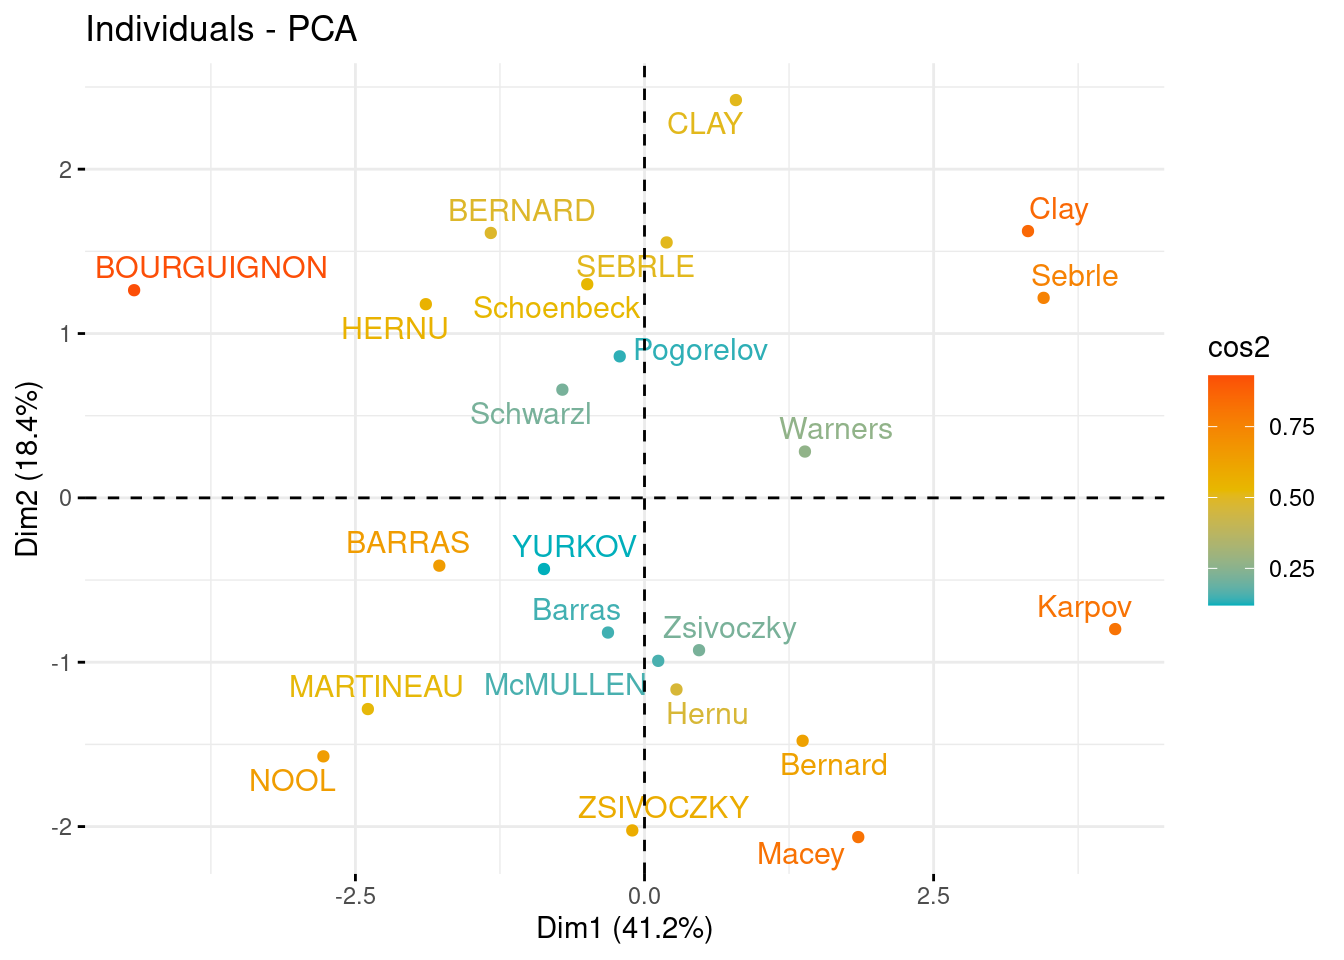 Individuals - PCA
CLAY
2
BERNARD
Clay
BOURGUIGNON
SEBRLE
Sebrle
Schoenbeck
HERNU
1
Pogorelov
cos2
Schwarzl
Warners
0.75
0
0.50
Dim2 (18.4%)
BARRAS
YURKOV
0.25
Barras
Karpov
Zsivoczky
-1
MARTINEAU
McMULLEN
Hernu
NOOL
Bernard
ZSIVOCZKY
-2
Macey
-2.5
0.0
2.5
Dim1 (41.2%)